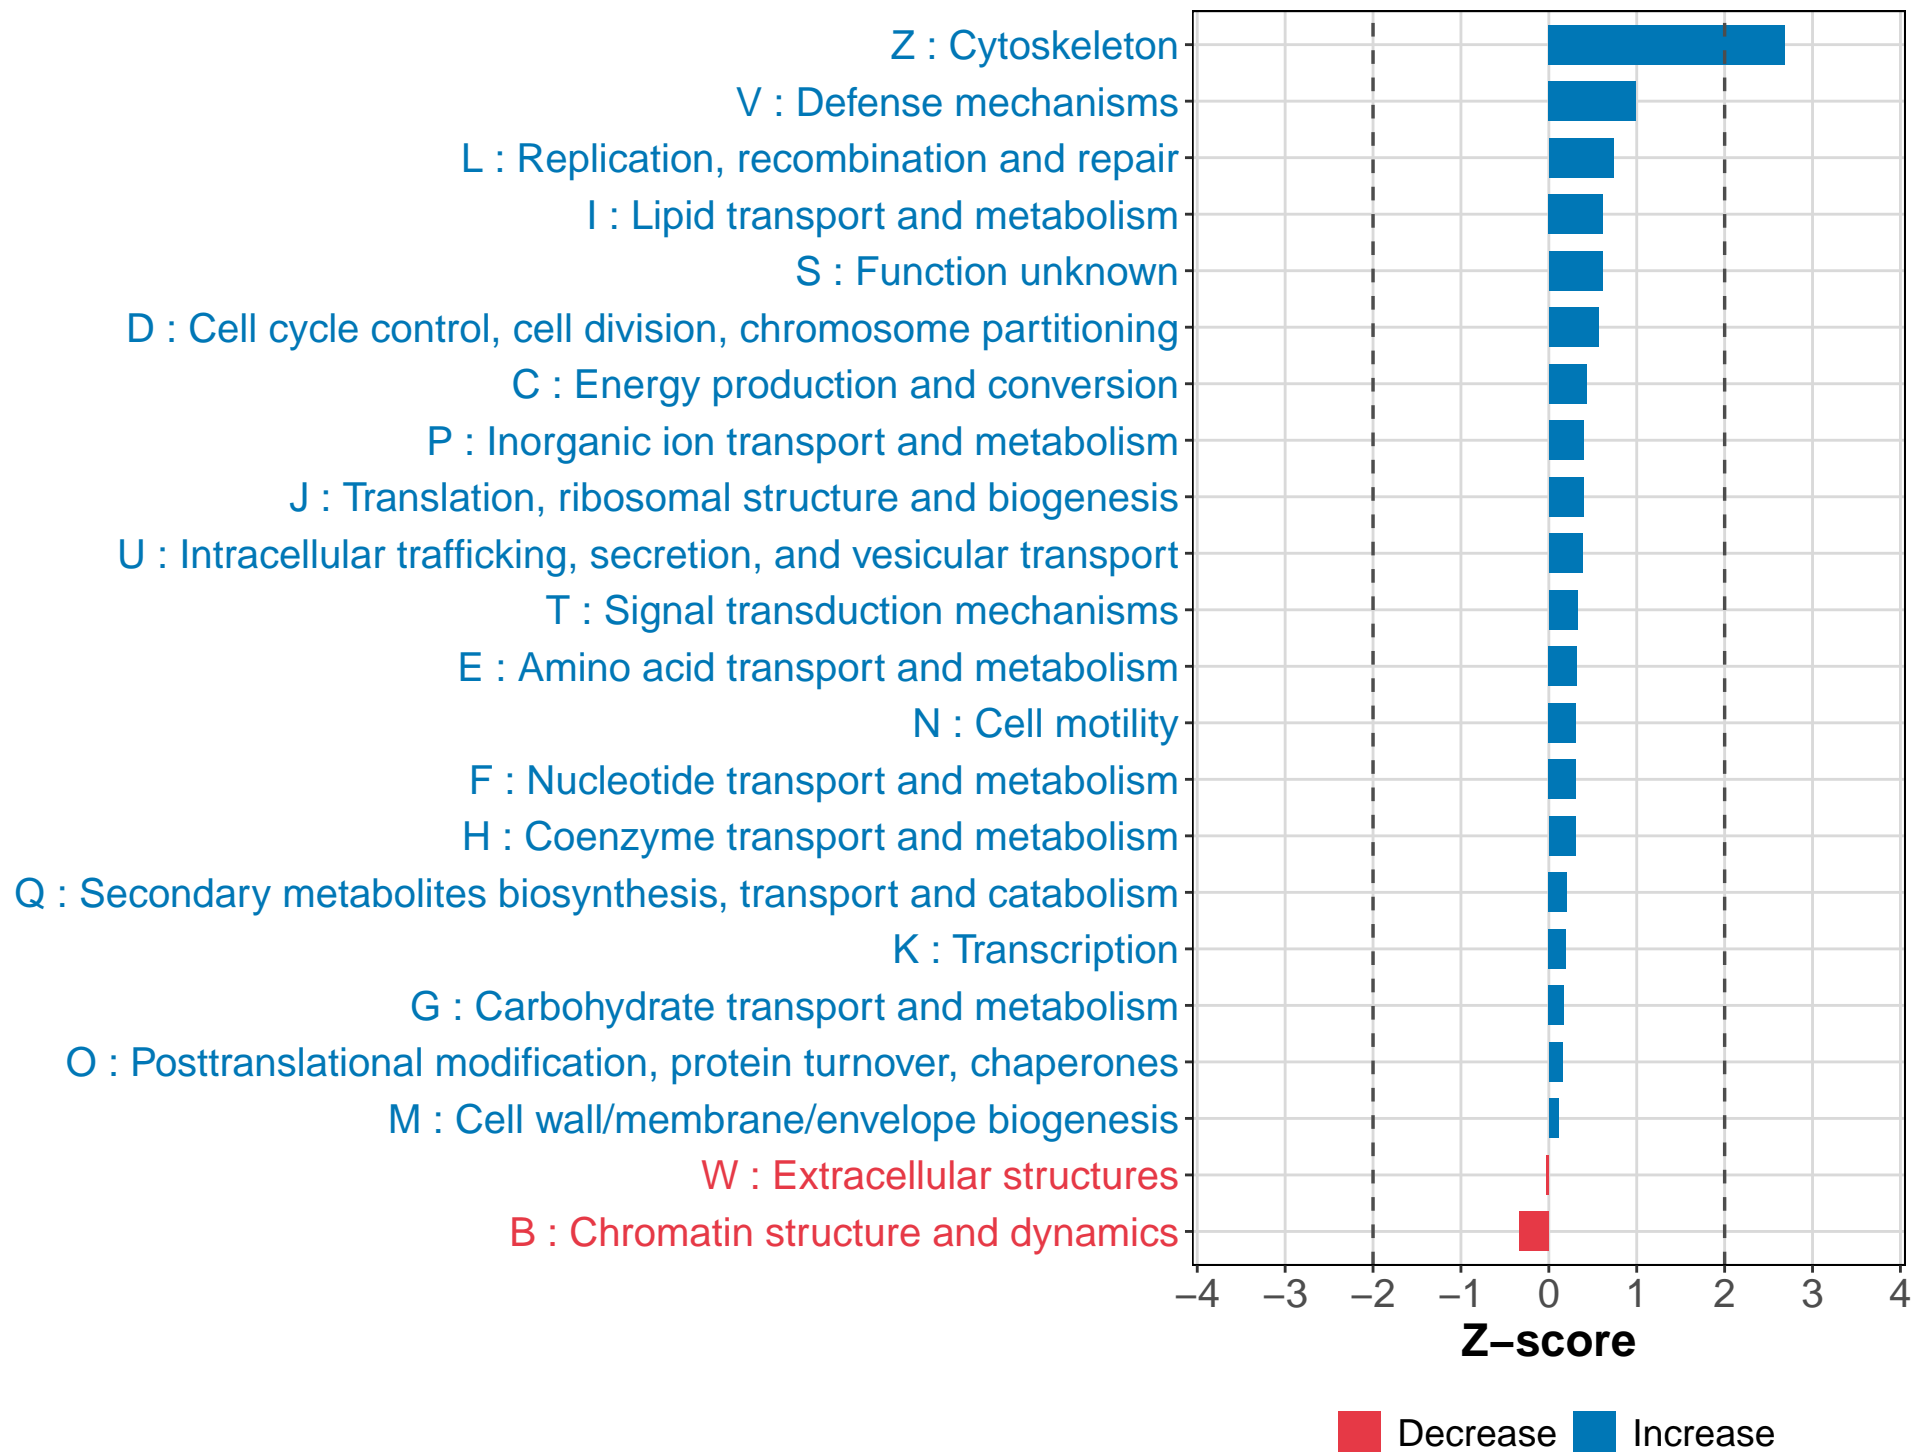 Z : Cytoskeleton
V : Defense mechanisms
L : Replication, recombination and repair
I : Lipid transport and metabolism
S : Function unknown
D : Cell cycle control, cell division, chromosome partitioning
C : Energy production and conversion
P : Inorganic ion transport and metabolism
J : Translation, ribosomal structure and biogenesis
U : Intracellular trafficking, secretion, and vesicular transport
T : Signal transduction mechanisms
E : Amino acid transport and metabolism
N : Cell motility
F : Nucleotide transport and metabolism
H : Coenzyme transport and metabolism
Q : Secondary metabolites biosynthesis, transport and catabolism
K : Transcription
G : Carbohydrate transport and metabolism
O : Posttranslational modification, protein turnover, chaperones
M : Cell wall/membrane/envelope biogenesis
W : Extracellular structures
B : Chromatin structure and dynamics
−4 −3 −2 −1 0 1 2 3 4
Z−score
Decrease Increase